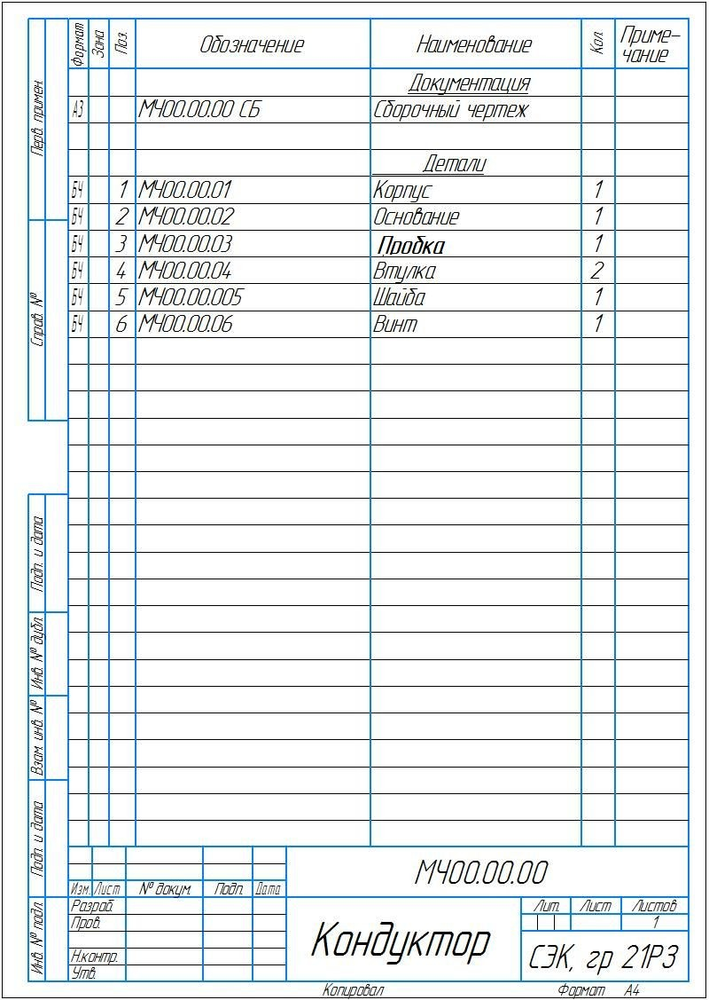 Формат
Зона
Поз.
Обозначение
Наименование
Кол.
Приме-
чание
Документация
А3 МЧ00.00.00 СБ Сборочный чертеж
Детали
БЧ 1 МЧ00.00.01 Корпус 1
БЧ 2 МЧ00.00.02 Основание 1
БЧ 3 МЧ00.00.03 Пробка 1
БЧ 4 МЧ00.00.04 Втулка 2
БЧ 5 МЧ00.00.005 Шайба 1
БЧ 6 МЧ00.00.06 Винт 1
Перв. примен.
Справ. №
Подп. и дата
Инв. № дубл.
Взам. инв. №
Подп. и дата
Инв. № подл.
МЧ00.00.00
Изм. Лист № докум. Подп. Дата
Разраб.
Пров.
Н.контр.
Утв.
Кондуктор
Лит. Лист Листов
1
СЭК, гр 21РЗ
Копировал Формат А4